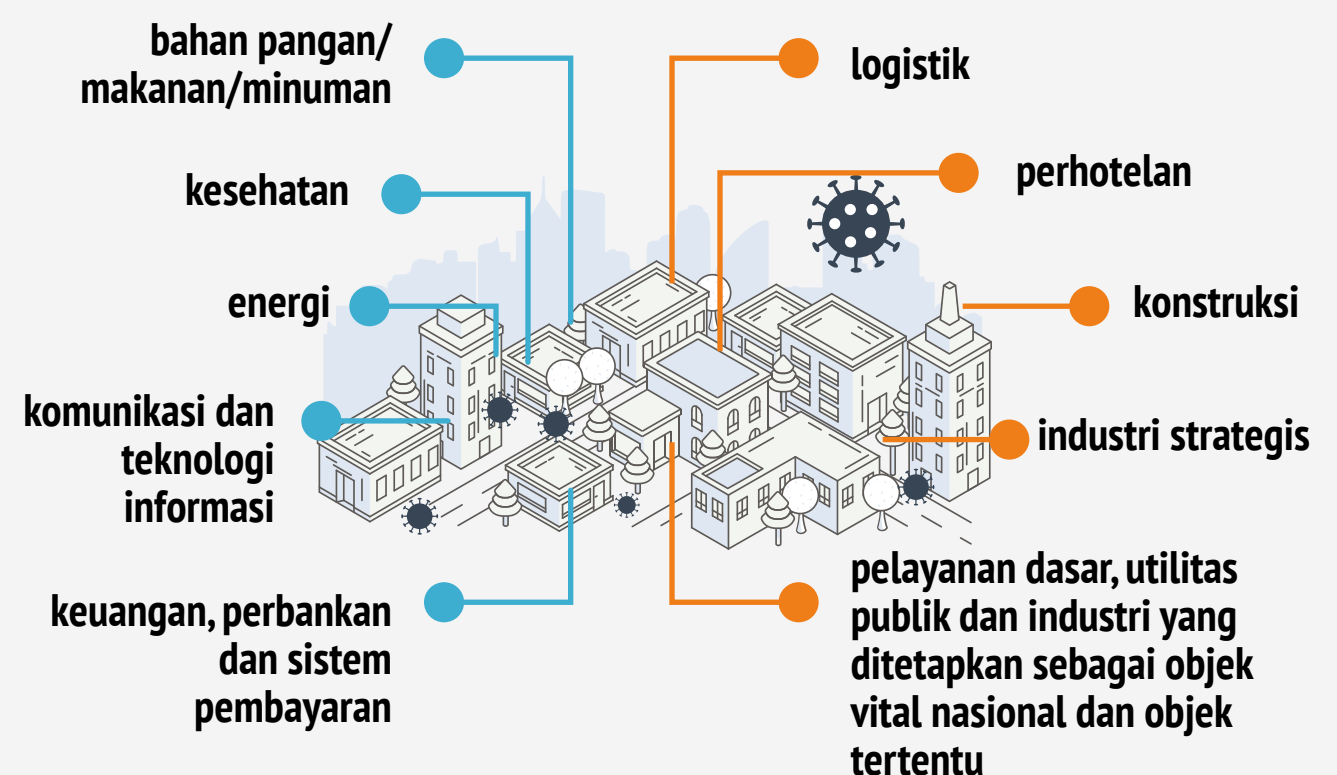 bahan pangan/
makanan/minuman
kesehatan
energi
komunikasi dan
teknologi
informasi
keuangan, perbankan
dan sistem
pembayaran
logistik
perhotelan
konstruksi
industri strategis
pelayanan dasar, utilitas
publik dan industri yang
ditetapkan sebagai objek
vital nasional dan objek
tertentu